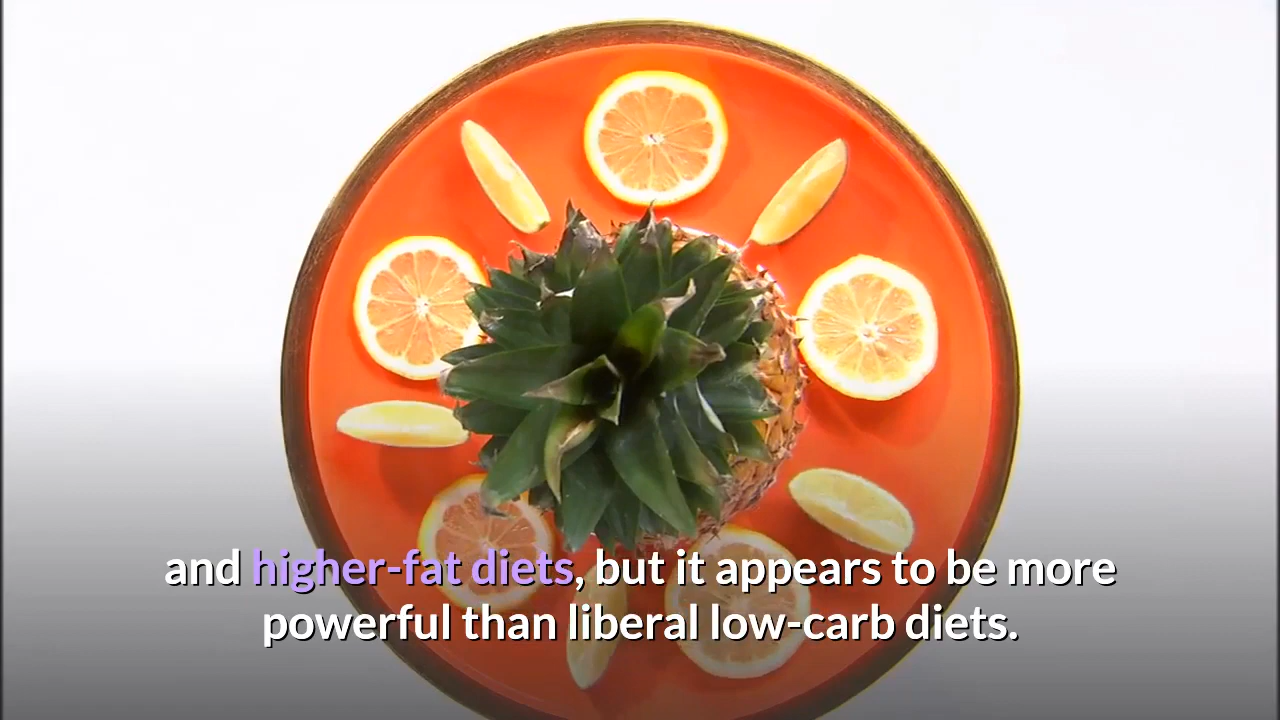 and higher-fat diets, but it appears to be more
powerful than liberal low-carb diets.